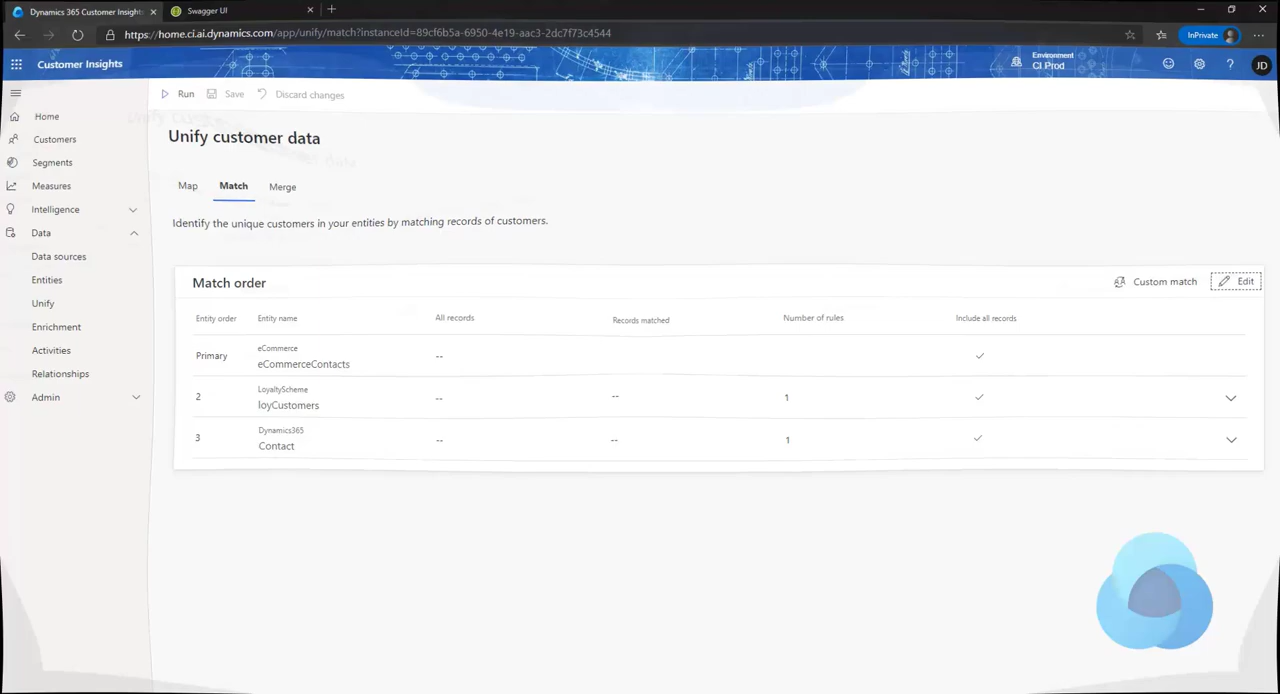 Dynamics 365 Customer Insights
Swagger UI
https://home.ci.ai.dynamics.com/app/unify/match?instanceId=89cf6b5a-6950-4e19-aac3-2dc7f73c4544
InPrivate
Customer Insights
Environment
CI Prod
JD
Run Save Discard changes
Home
Customers
Segments
Measures
Intelligence
Data
Data sources
Entities
Unify
Enrichment
Activities
Relationships
Admin
Unify customer data
Map Match Merge
Identify the unique customers in your entities by matching records of customers.
Match order
Custom match Edit
Entity order Entity name All records Records matched Number of rules Include all records
Primary eCommerce
eCommerceContacts --
2 LoyaltyScheme
loyCustomers -- -- 1
3 Dynamics365
Contact -- -- 1